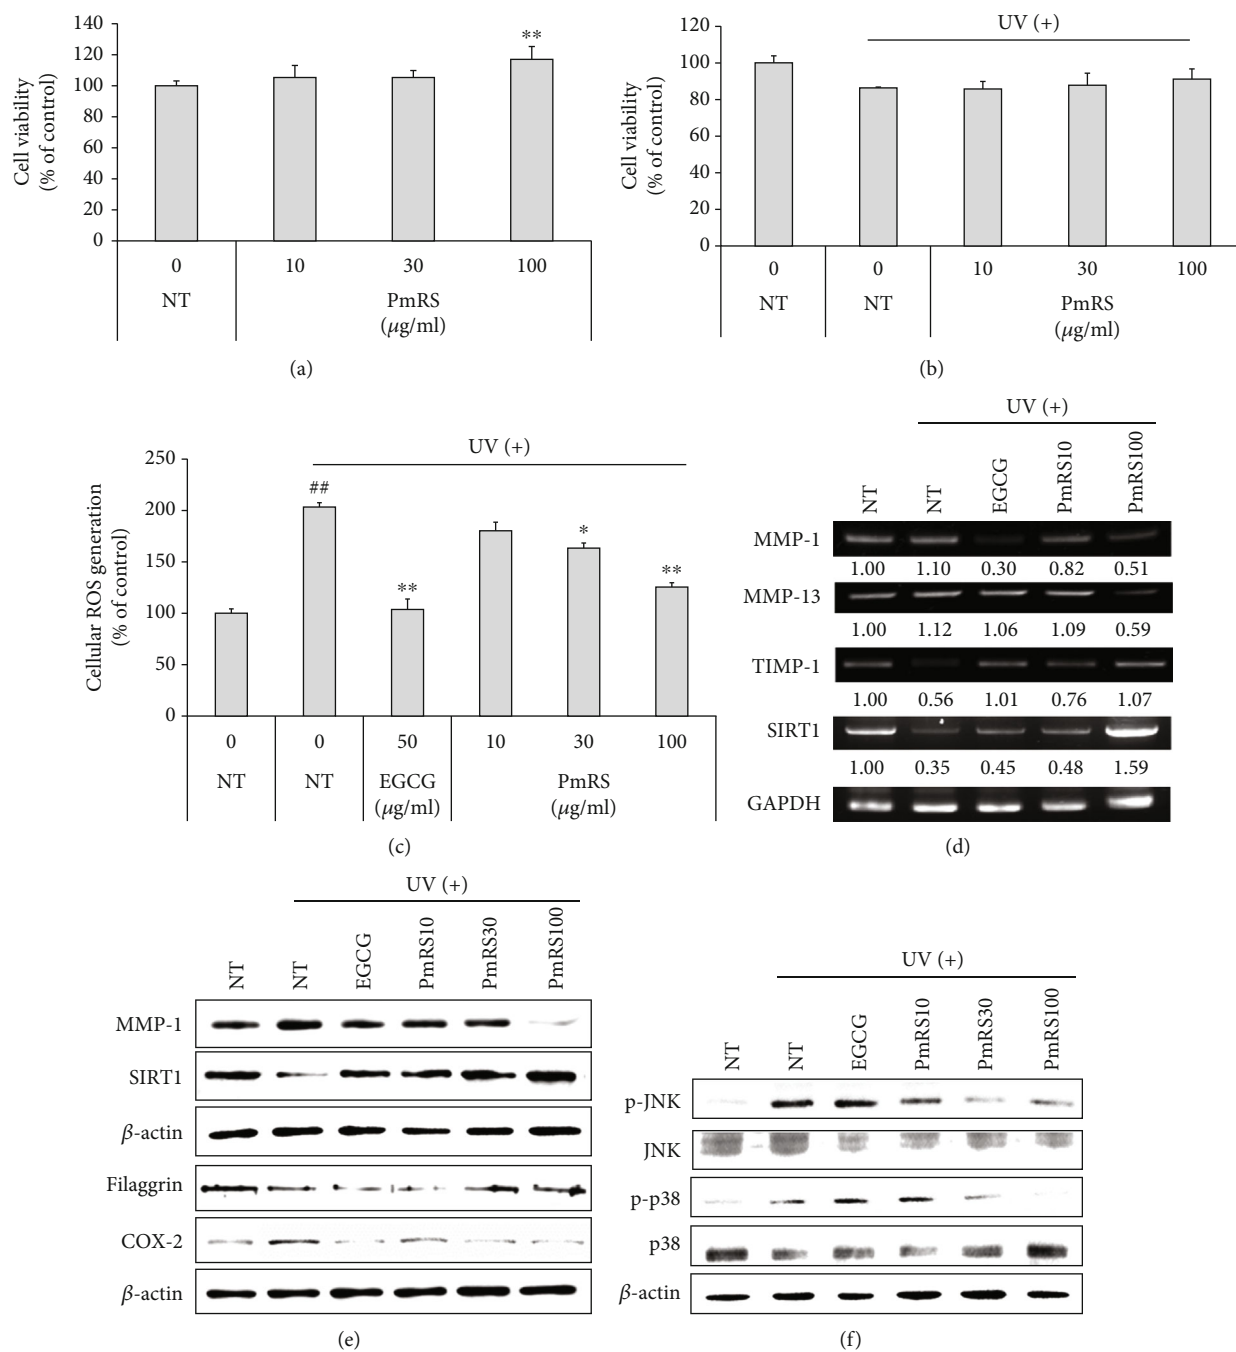 140
120
100
80
60
40
20
0
Cell viability
(% of control)
**
0 10 30 100
NT PmRS
(μg/ml)
(a)
UV (+)
120
100
80
60
40
20
0
Cell viability
(% of control)
0 0 10 30 100
NT NT PmRS
(μg/ml)
(b)
UV (+)
250
200
150
100
50
0
Cellular ROS generation
(% of control)
##
**
*
**
0 0 50 10 30 100
NT NT EGCG PmRS
(μg/ml) (μg/ml)
(c)
UV (+)
NT NT EGCG PmRS10 PmRS100
MMP-1
1.00 1.10 0.30 0.82 0.51
MMP-13
1.00 1.12 1.06 1.09 0.59
TIMP-1
1.00 0.56 1.01 0.76 1.07
SIRT1
1.00 0.35 0.45 0.48 1.59
GAPDH
(d)
UV (+)
NT NT EGCG PmRS10 PmRS30 PmRS100
MMP-1
SIRT1
β-actin
Filaggrin
COX-2
β-actin
(e)
UV (+)
NT NT EGCG PmRS10 PmRS30 PmRS100
p-JNK
JNK
p-p38
p38
β-actin
(f)